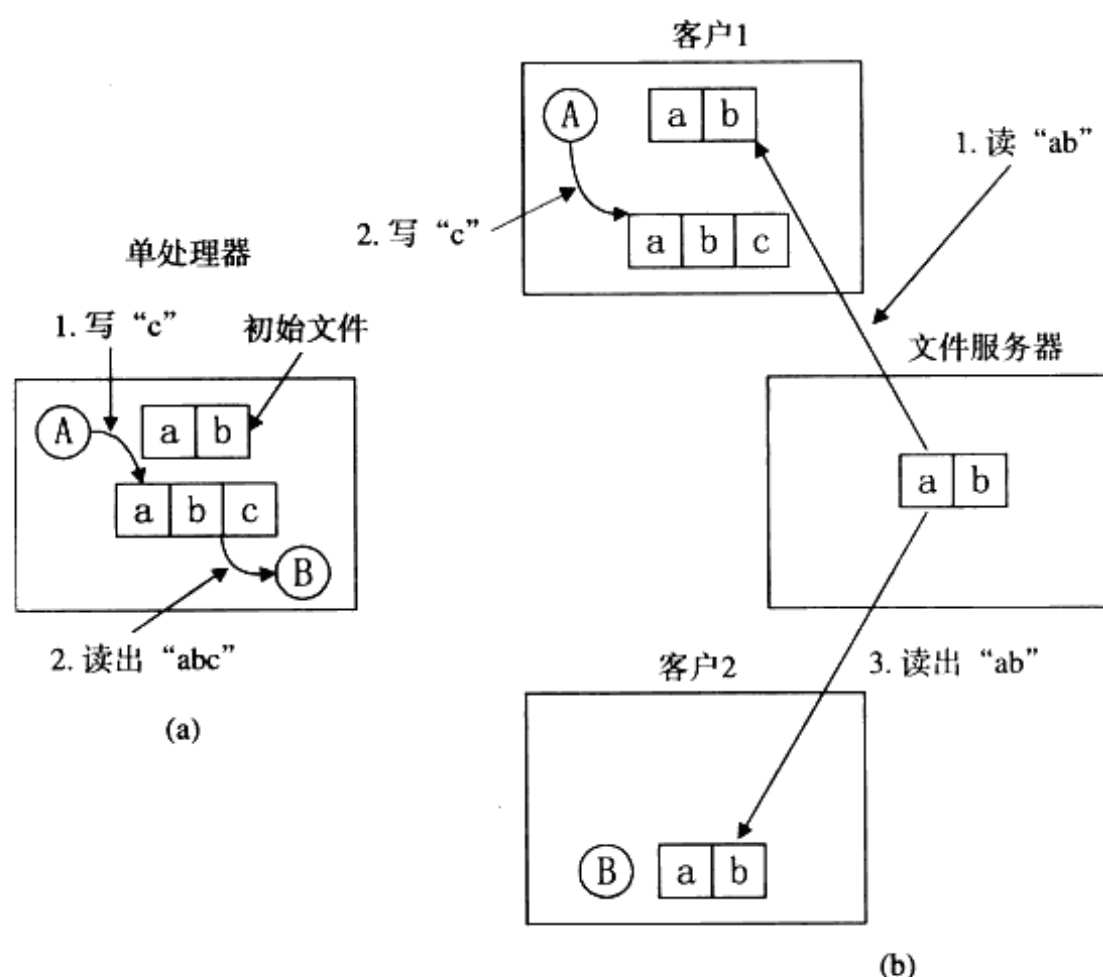 单处理器
1. 写“c”
初始文件
A
a b
a b c
B
2. 读出“abc”
(a)
客户1
A
a b
1. 读“ab”
2. 写“c”
a b c
文件服务器
a b
3. 读出“ab”
客户2
B
a b
(b)